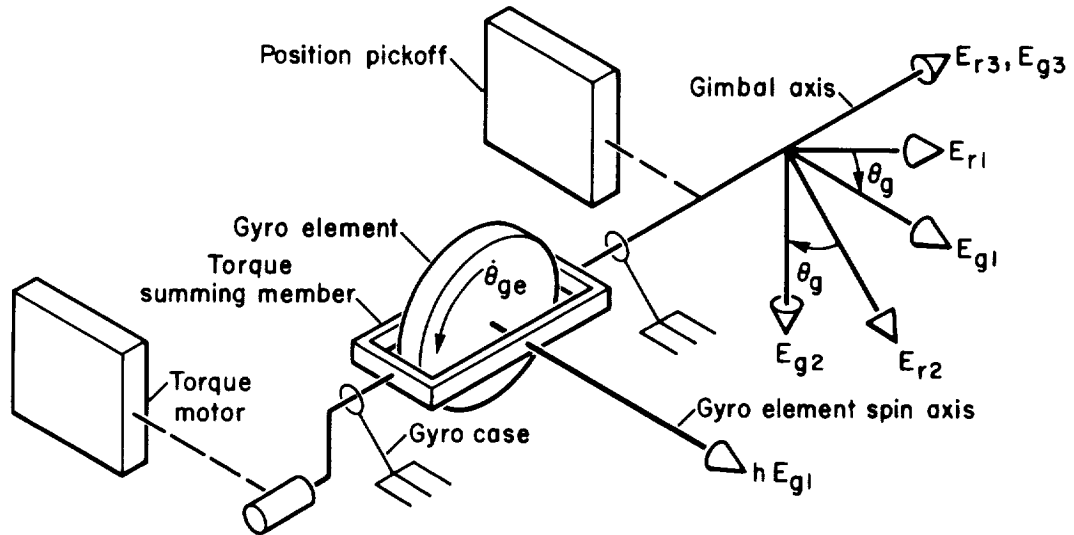 Position pickoff
E_r3, E_g3
Gimbal axis
E_r1
θ_g
E_g1
θ_g
E_g2
E_r2
Gyro element
Torque
summing member
θ̇_ge
Torque
motor
Gyro case
Gyro element spin axis
h E_g1